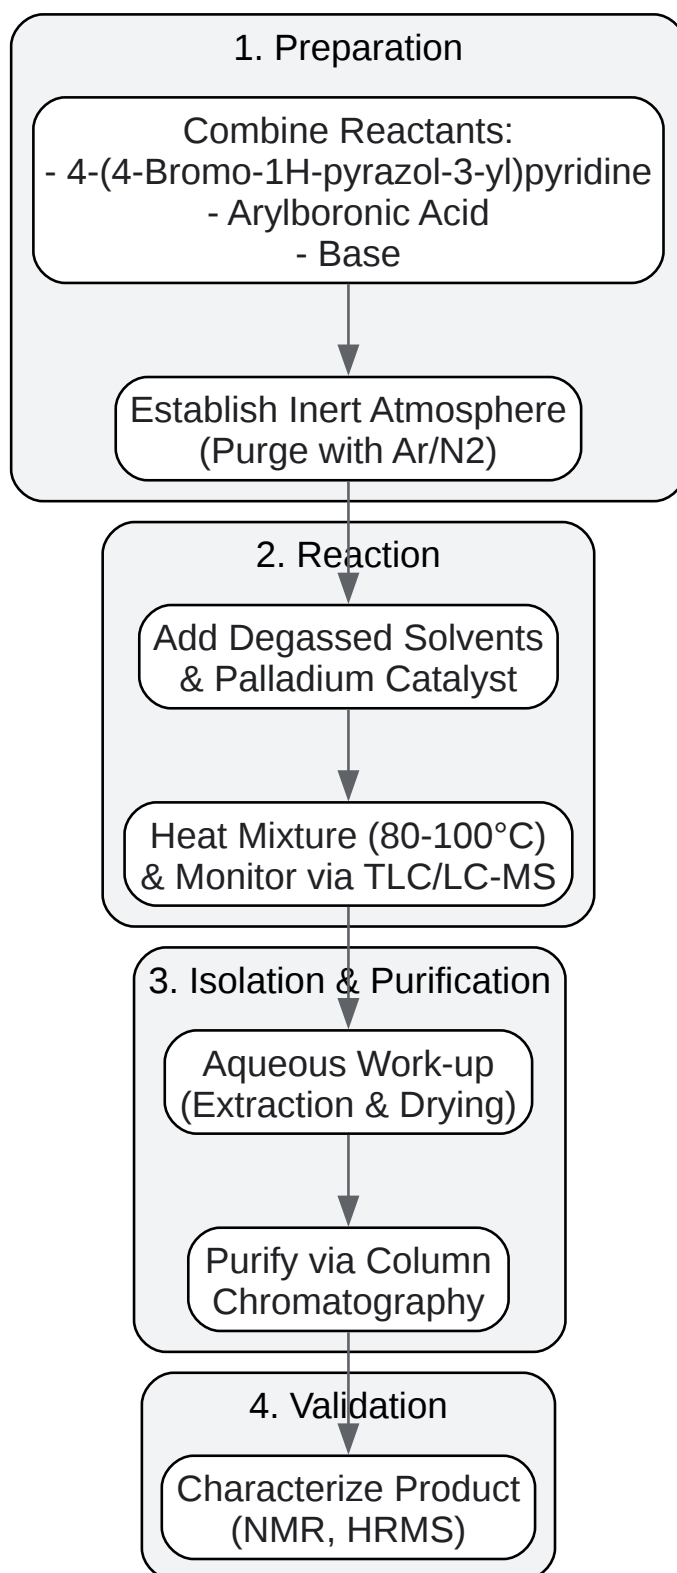 1. Preparation
Combine Reactants:
- 4-(4-Bromo-1H-pyrazol-3-yl)pyridine
- Arylboronic Acid
- Base
Establish Inert Atmosphere
(Purge with Ar/N2)
2. Reaction
Add Degassed Solvents
& Palladium Catalyst
Heat Mixture (80-100°C)
& Monitor via TLC/LC-MS
3. Isolation & Purification
Aqueous Work-up
(Extraction & Drying)
Purify via Column
Chromatography
4. Validation
Characterize Product
(NMR, HRMS)